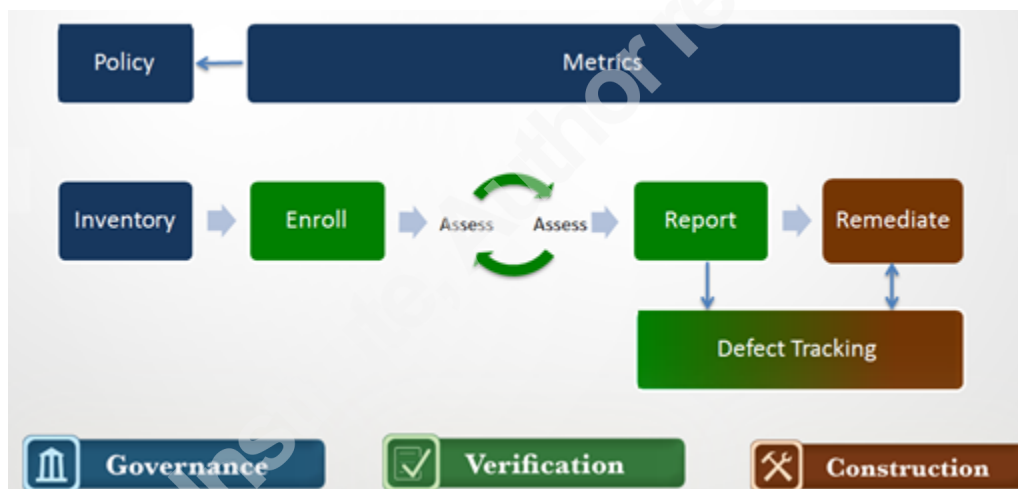 Policy
Metrics
Inventory
Enroll
Assess
Assess
Report
Remediate
Defect Tracking
Governance
Verification
Construction